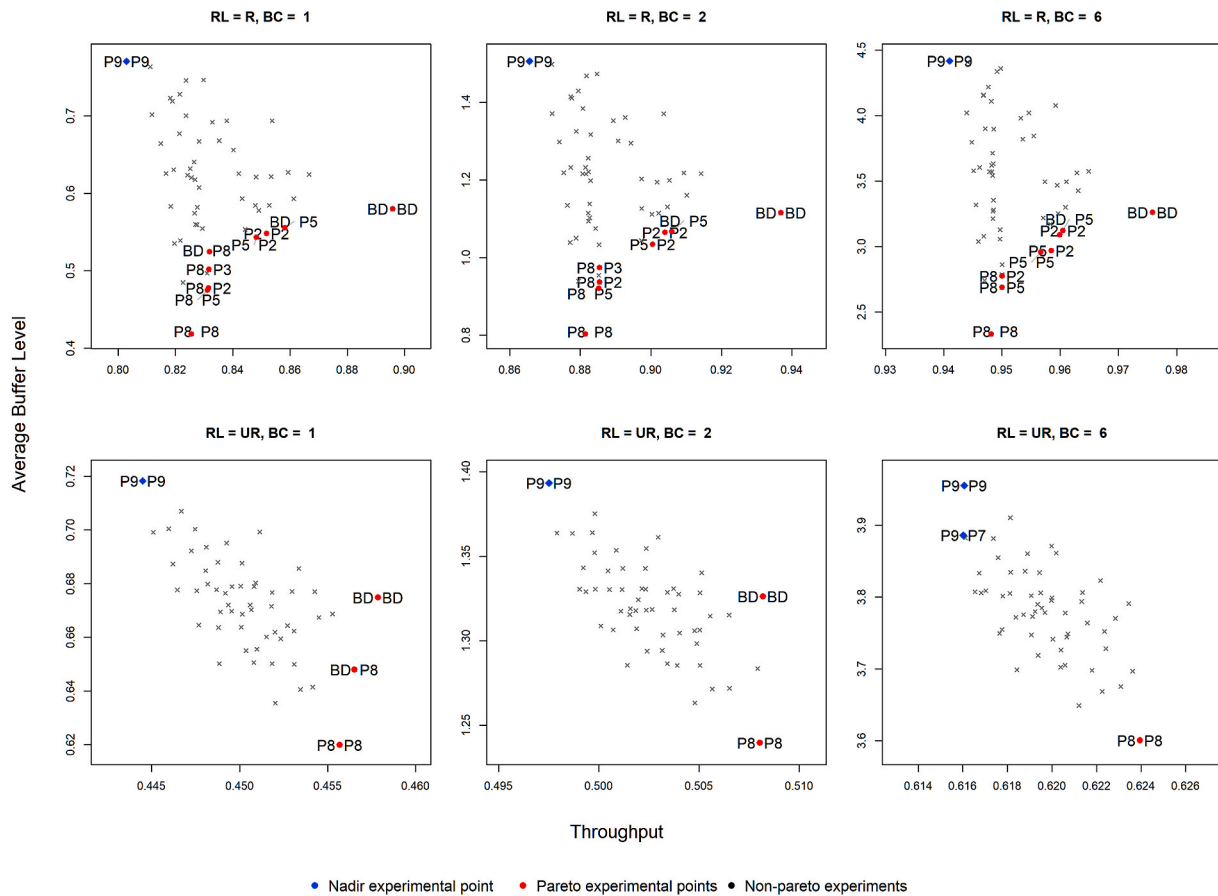 RL = R, BC = 1
RL = R, BC = 2
RL = R, BC = 6
P9 P9
BD BD
BD P5
P2 P2
P5 P2
BD P8
P8 P3
P8 P2
P8 P5
P8 P8
0.4 0.5 0.6 0.7
0.80 0.82 0.84 0.86 0.88 0.90
P9 P9
BD BD
BD P5
P2 P2
P5 P2
P8 P3
P8 P2
P8 P5
P8 P8
0.8 1.0 1.2 1.4
0.86 0.88 0.90 0.92 0.94
P9 P9
BD BD
BD P5
P2 P2
P5 P2
P5 P5
P8 P2
P8 P5
P8 P8
2.5 3.0 3.5 4.0 4.5
0.93 0.94 0.95 0.96 0.97 0.98
Average Buffer Level
RL = UR, BC = 1
RL = UR, BC = 2
RL = UR, BC = 6
P9 P9
BD BD
BD P8
P8 P8
0.62 0.64 0.66 0.68 0.70 0.72
0.445 0.450 0.455 0.460
P9 P9
BD BD
P8 P8
1.25 1.30 1.35 1.40
0.495 0.500 0.505 0.510
P9 P9
P9 P7
P8 P8
3.6 3.7 3.8 3.9
0.614 0.616 0.618 0.620 0.622 0.624 0.626
Throughput
Nadir experimental point
Pareto experimental points
Non-pareto experiments